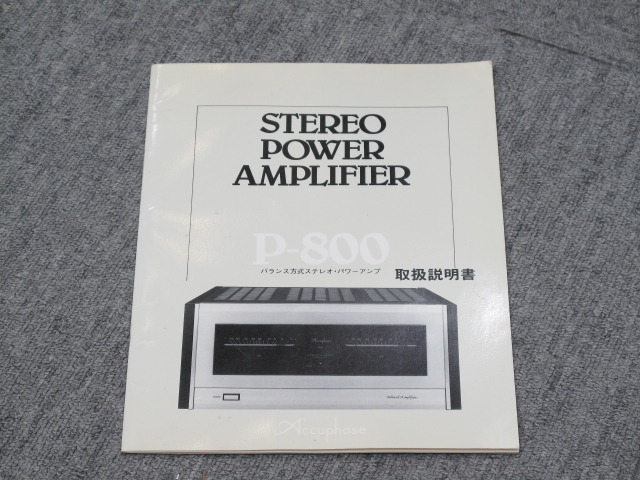 STEREO
POWER
AMPLIFIER
P-800
バランス方式ステレオ・パワーアンプ
取扱説明書
Accuphase
Accuphase